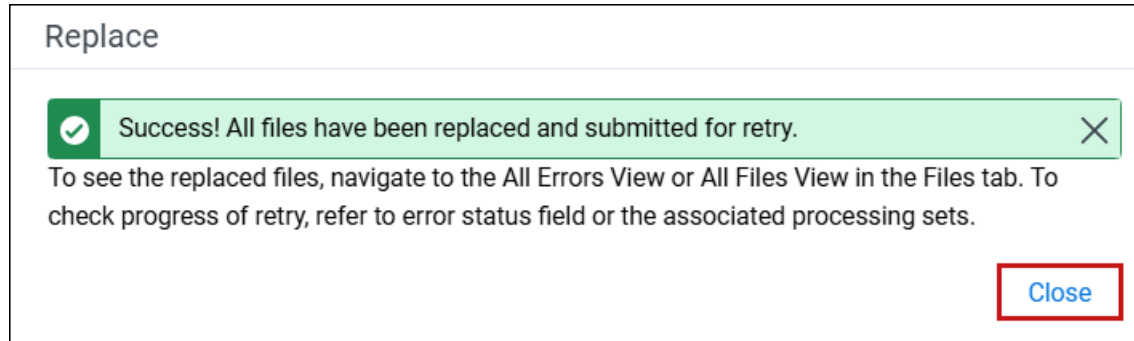 Replace
Success! All files have been replaced and submitted for retry.
To see the replaced files, navigate to the All Errors View or All Files View in the Files tab. To
check progress of retry, refer to error status field or the associated processing sets.
Close